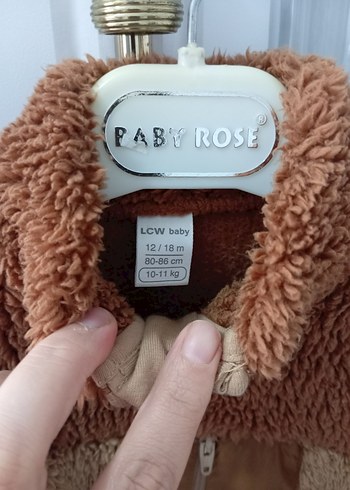 BABY ROSE®
LCW baby
12 / 18 m
80-86 cm
10-11 kg